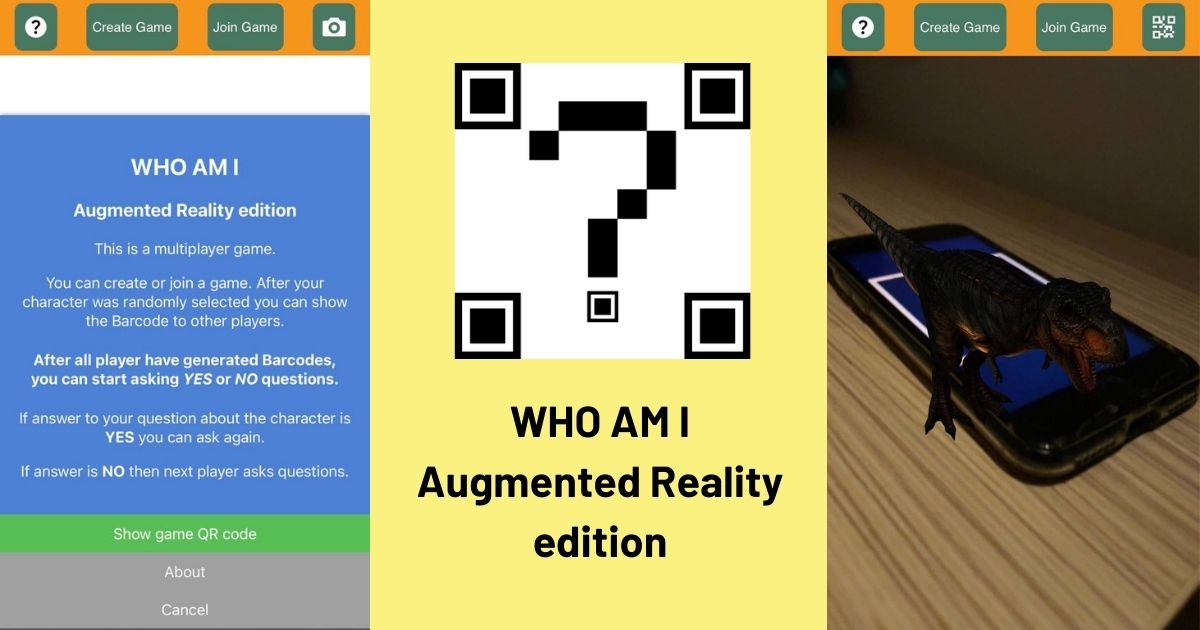 ?
Create Game
Join Game
WHO AM I
Augmented Reality edition
This is a multiplayer game.
You can create or join a game. After your
character was randomly selected you can show
the Barcode to other players.
After all player have generated Barcodes,
you can start asking YES or NO questions.
If answer to your question about the character is
YES you can ask again.
If answer is NO then next player asks questions.
Show game QR code
About
Cancel
?
WHO AM I
Augmented Reality
edition
?
Create Game
Join Game